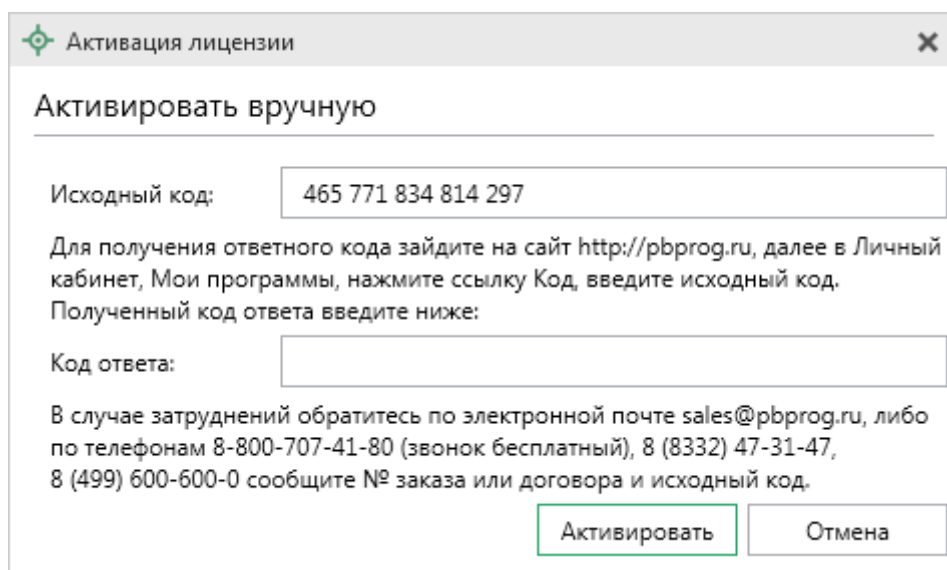 Активация лицензии
Активировать вручную
Исходный код: 465 771 834 814 297
Для получения ответного кода зайдите на сайт http://pbprog.ru, далее в Личный
кабинет, Мои программы, нажмите ссылку Код, введите исходный код.
Полученный код ответа введите ниже:
Код ответа:
В случае затруднений обратитесь по электронной почте sales@pbprog.ru, либо
по телефонам 8-800-707-41-80 (звонок бесплатный), 8 (8332) 47-31-47,
8 (499) 600-600-0 сообщите № заказа или договора и исходный код.
Активировать Отмена